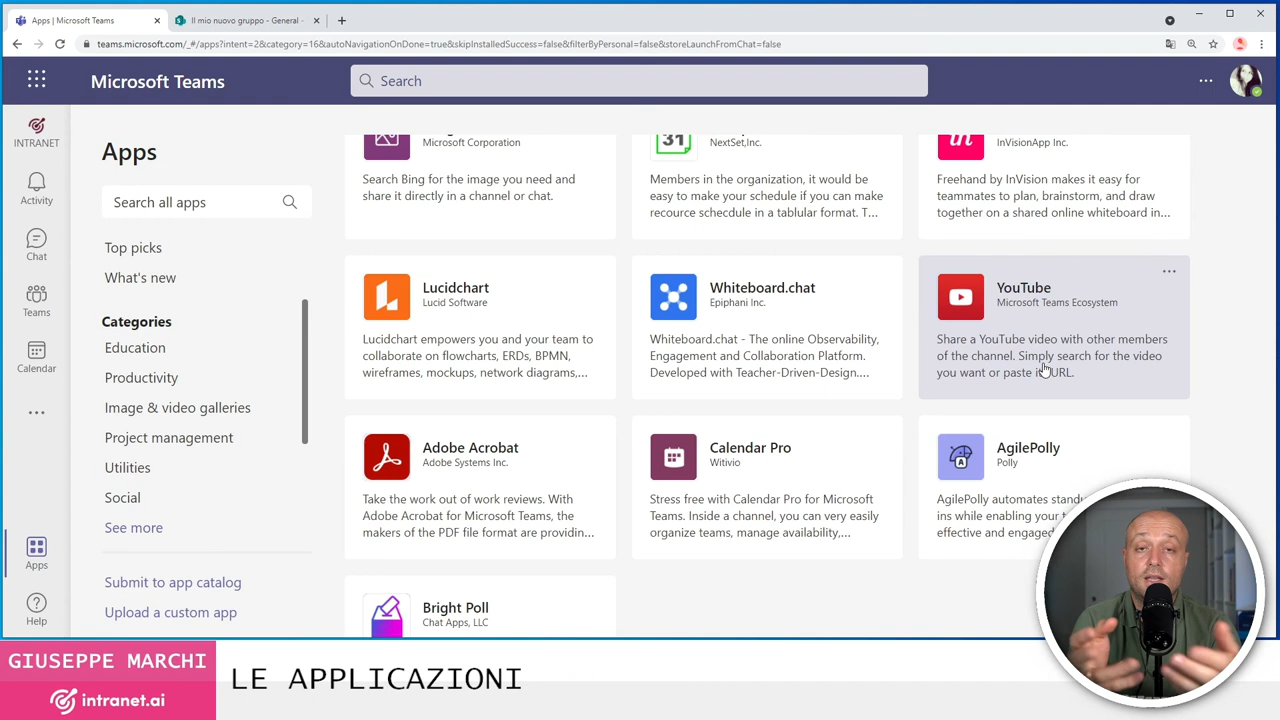 Apps | Microsoft Teams
Il mio nuovo gruppo - General -
teams.microsoft.com/_#/apps?intent=2&category=16&autoNavigationOnDone=true&skipInstalledSuccess=false&filterByPersonal=false&storeLaunchFromChat=false
Microsoft Teams
Search
INTRANET
Activity
Chat
Teams
Calendar
Apps
Help
Apps
Search all apps
Top picks
What's new
Categories
Education
Productivity
Image & video galleries
Project management
Utilities
Social
See more
Submit to app catalog
Upload a custom app
Microsoft Corporation
Search Bing for the image you need and
share it directly in a channel or chat.
31
NextSet,Inc.
Members in the organization, it would be
easy to make your schedule if you can make
recource schecdule in a tablular format. T...
in
InVisionApp Inc.
Freehand by InVision makes it easy for
teammates to plan, brainstorm, and draw
together on a shared online whiteboard in...
Lucidchart
Lucid Software
Lucidchart empowers you and your team to
collaborate on flowcharts, ERDs, BPMN,
wireframes, mockups, network diagrams,...
Whiteboard.chat
Epiphani Inc.
Whiteboard.chat - The online Observability,
Engagement and Collaboration Platform.
Developed with Teacher-Driven-Design....
YouTube
Microsoft Teams Ecosystem
Share a YouTube video with other members
of the channel. Simply search for the video
you want or paste URL.
Adobe Acrobat
Adobe Systems Inc.
Take the work out of work reviews. With
Adobe Acrobat for Microsoft Teams, the
makers of the PDF file format are providin...
Calendar Pro
Witivio
Stress free with Calendar Pro for Microsoft
Teams. Inside a channel, you can very easily
organize teams, manage availability,...
AgilePolly
Polly
AgilePolly automates
ins while enabling your
effective and engaged
Bright Poll
Chat Apps, LLC
GIUSEPPE MARCHI
intranet.ai
LE APPLICAZIONI